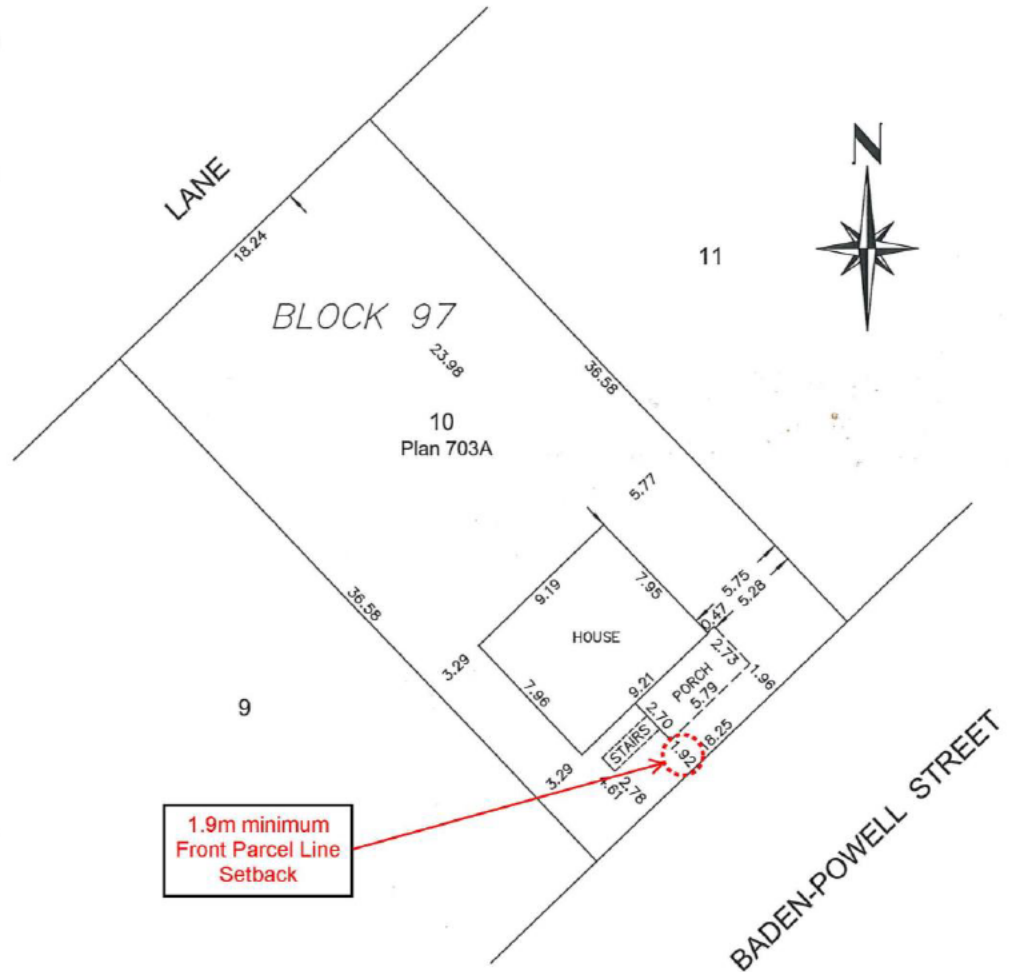 LANE
N
18.24
11
BLOCK 97
23.98
36.58
10
Plan 703A
5.77
36.58
9.19
7.95
5.75
5.28
0.47
HOUSE
3.29
2.73
7.96
9.21
PORCH
1.96
5.79
9
2.70
18.25
STAIRS
1.92
3.29
2.78
BADEN-POWELL STREET
1.9m minimum
Front Parcel Line
Setback